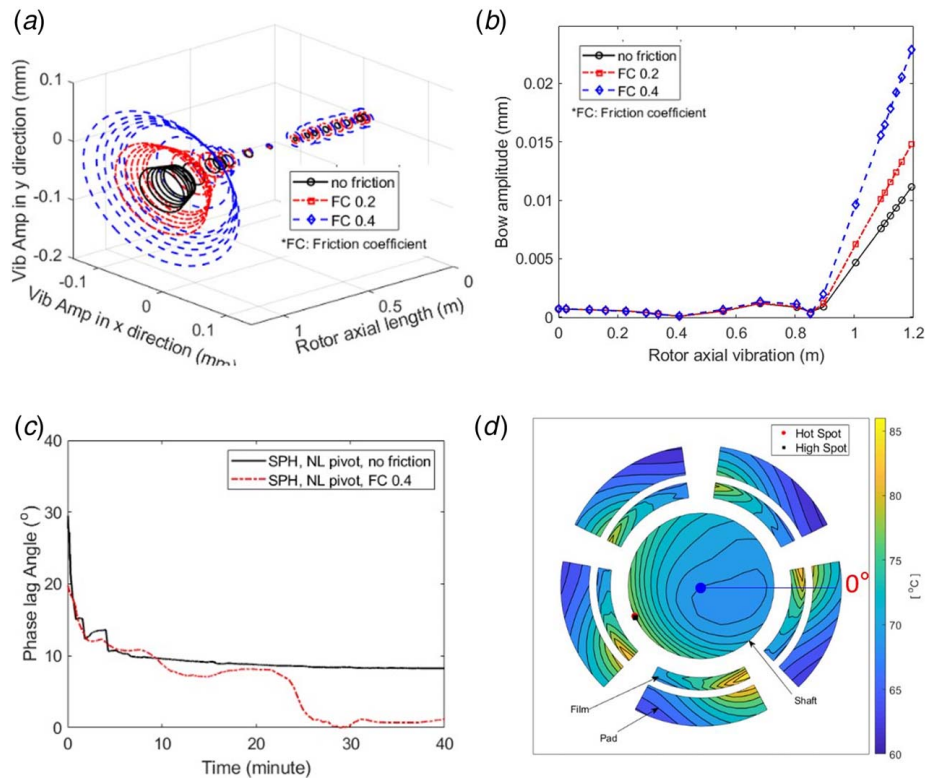 (a)
0.1
0
-0.1
-0.2
Vib Amp in y direction (mm)
-0.1
0
0.1
Vib Amp in x direction (mm)
1
0.5
0
Rotor axial length (m)
no friction
FC 0.2
FC 0.4
*FC: Friction coefficient
(b)
0.02
0.015
0.01
0.005
0
Bow amplitude (mm)
no friction
FC 0.2
FC 0.4
*FC: Friction coefficient
0 0.2 0.4 0.6 0.8 1.0 1.2
Rotor axial vibration (m)
(c)
40
30
20
10
0
Phase lag Angle (°)
SPH, NL pivot, no friction
SPH, NL pivot, FC 0.4
0 10 20 30 40
Time (minute)
(d)
Hot Spot
High Spot
0°
Film
Pad
Shaft
85
80
75
70
65
60
[ °C ]